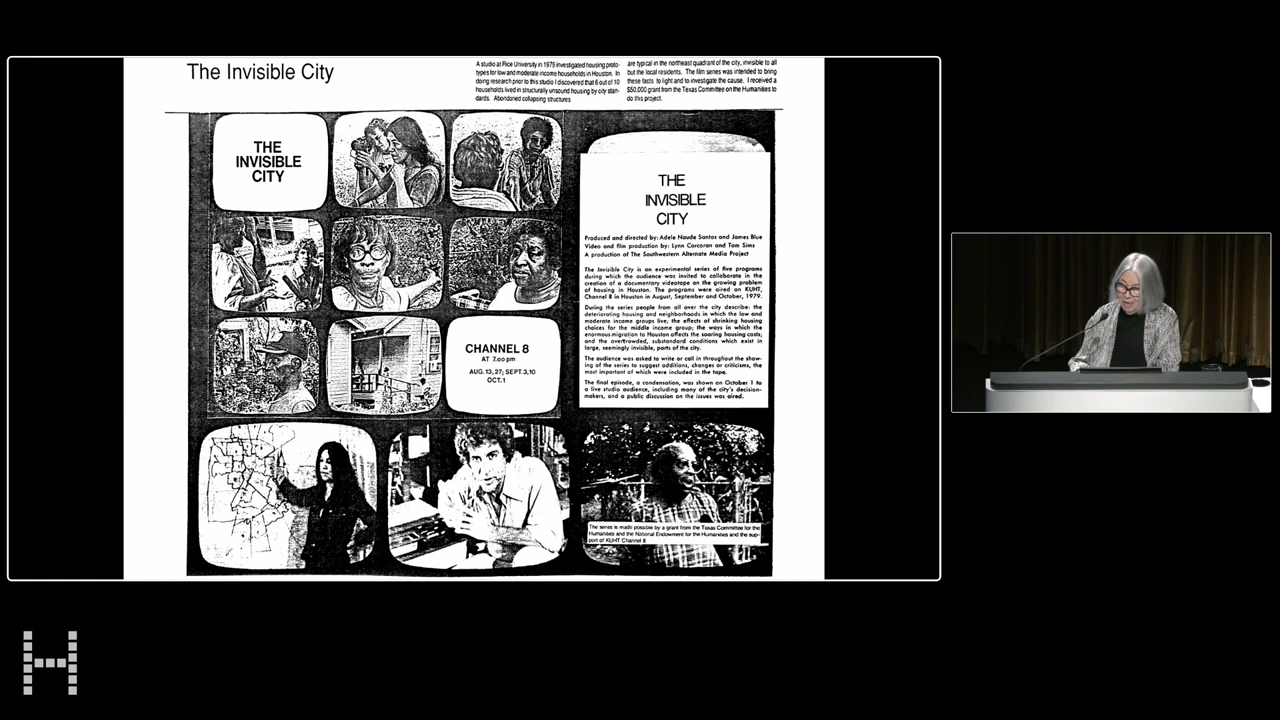 The Invisible City
A studio at Rice University in 1979 investigated housing proto-
types for low and moderate income households in Houston. In
doing research prior to this studio I discovered that 6 out of 10
households lived in structurally unsound housing by city stan-
dards. Abandoned collapsing structures
are typical in the northeast quadrant of the city, invisible to all
but the local residents. The film series was intended to bring
these facts to light and to investigate the cause. I received a
$50,000 grant from the Texas Committee on the Humanities to
do this project.
THE
INVISIBLE
CITY
CHANNEL 8
AT 7.00 pm
AUG.13, 27; SEPT.3,10
OCT.1
THE
INVISIBLE
CITY
Produced and directed by: Adele Naude Santos and James Blue
Video and film production by: Lynn Corcoran and Tom Sims
A production of The Southwestern Alternate Media Project
The Invisible City is an experimental series of five programs
during which the audience was invited to collaborate in the
creation of a documentary videotape on the growing problem
of housing in Houston. The programs were aired on KUHT,
Channel 8 in Houston in August, September and October, 1979.
During the series people from all over the city describe: the
deteriorating housing and neighborhoods in which the low and
moderate income groups live; the effects of shrinking housing
choices for the middle income group; the ways in which the
enormous migration to Houston affects the soaring housing costs;
and the overcrowded, substandard conditions which exist in
large, seemingly invisible, parts of the city.
The audience was asked to write or call in throughout the show-
ing of the series to suggest additions, changes or criticisms, the
most important of which were included in the tape.
The final episode, a condensation, was shown on October 1 to
a live studio audience, including many of the city's decision-
makers, and a public discussion on the issues was aired.
The series is made possible by a grant from the Texas Committee for the
Humanities and the National Endowment for the Humanities and the sup-
port of KUHT Channel 8
H